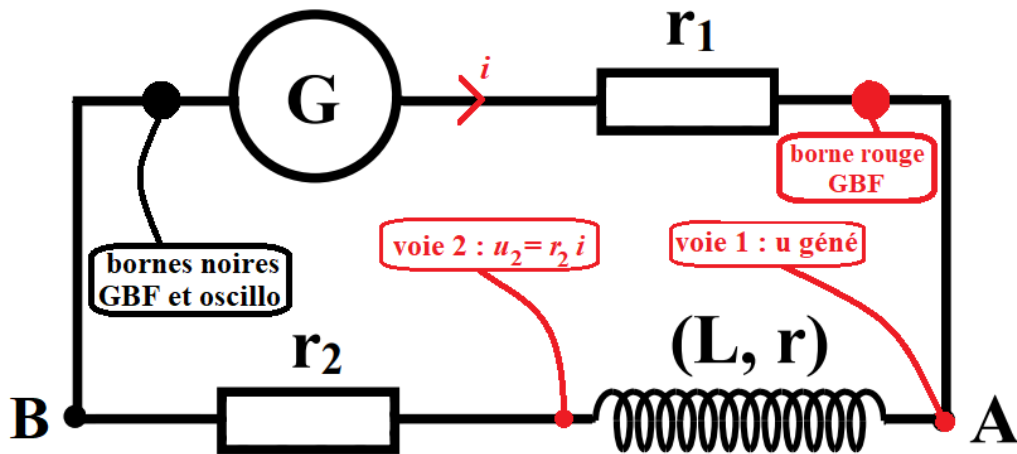 r1
G
i
borne rouge
GBF
voie 2 : u2 = r2 i
voie 1 : u géné
bornes noires
GBF et oscillo
r2
(L, r)
B
A